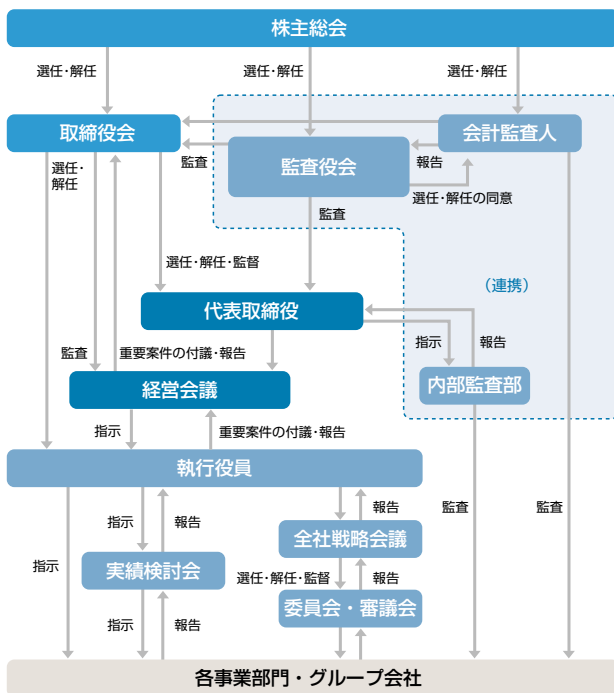 株主総会
選任・解任
選任・解任
選任・解任
取締役会
会計監査人
監査
監査役会
報告
選任・
解任
選任・解任の同意
監査
選任・解任・監督
(連携)
代表取締役
指示
報告
監査
重要案件の付議・報告
経営会議
内部監査部
指示
重要案件の付議・報告
執行役員
監査
監査
指示
報告
全社戦略会議
指示
実績検討会
選任・解任・監督
報告
委員会・審議会
指示
報告
各事業部門・グループ会社